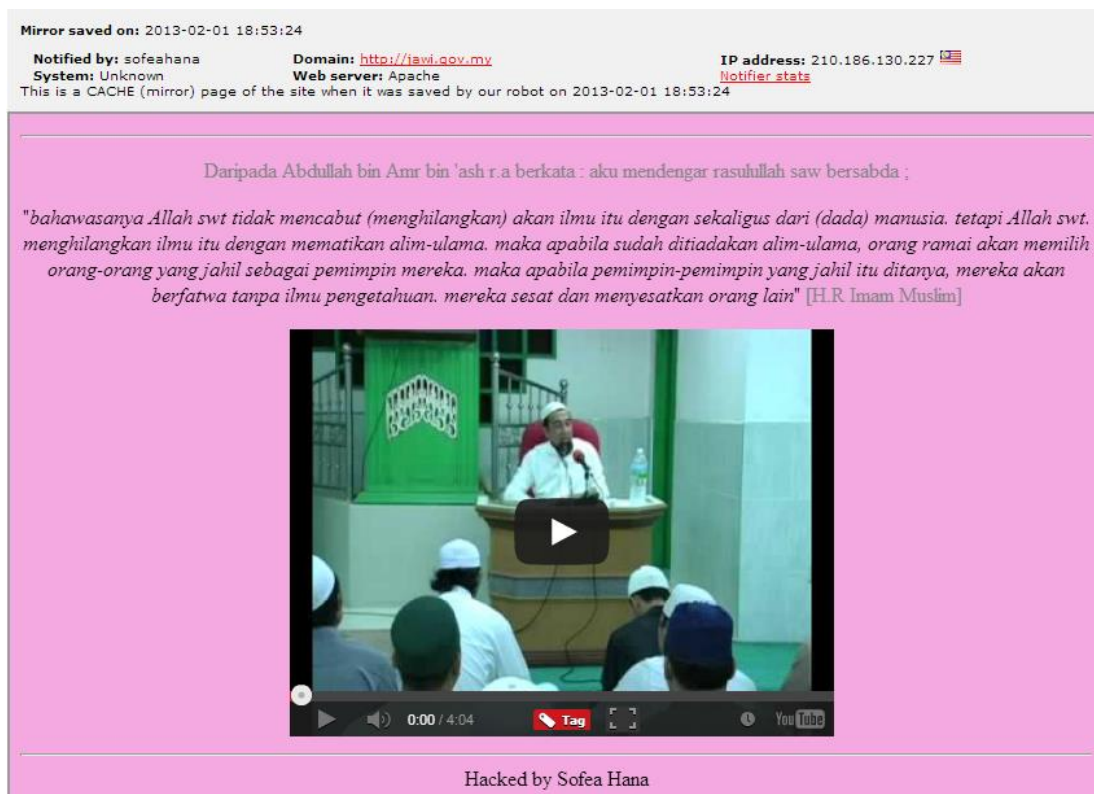 Mirror saved on: 2013-02-01 18:53:24
Notified by: sofeahana Domain: http://jawi.gov.my IP address: 210.186.130.227
System: Unknown Web server: Apache Notifier stats
This is a CACHE (mirror) page of the site when it was saved by our robot on 2013-02-01 18:53:24
Daripada Abdullah bin Amr bin 'ash r.a berkata : aku mendengar rasulullah saw bersabda ;
"bahawasanya Allah swt tidak mencabut (menghilangkan) akan ilmu itu dengan sekaligus dari (dada) manusia. tetapi Allah swt.
menghilangkan ilmu itu dengan mematikan alim-ulama. maka apabila sudah ditiadakan alim-ulama, orang ramai akan memilih
orang-orang yang jahil sebagai pemimpin mereka. maka apabila pemimpin-pemimpin yang jahil itu ditanya, mereka akan
berfatwa tanpa ilmu pengetahuan. mereka sesat dan menyesatkan orang lain" [H.R Imam Muslim]
0:00 / 4:04 Tag YouTube
Hacked by Sofea Hana